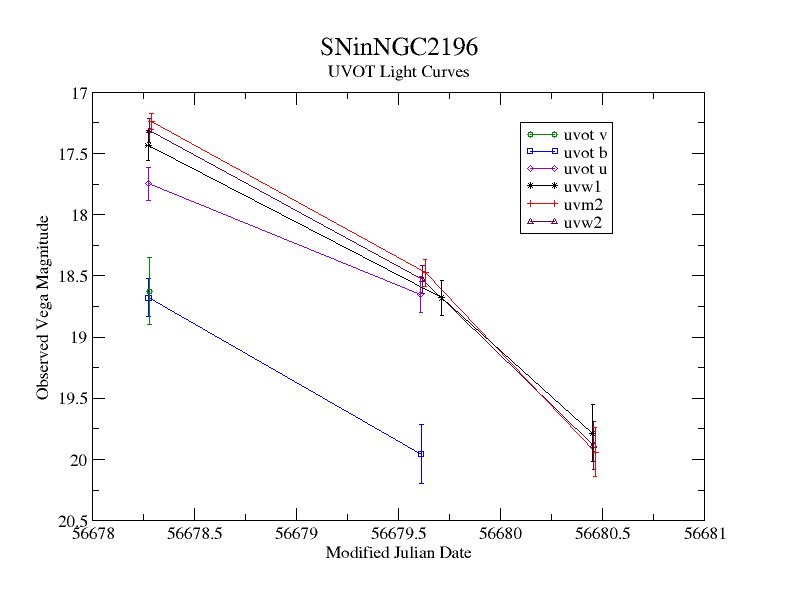 SNinNGC2196
UVOT Light Curves
17
17.5
18
18.5
19
19.5
20
20.5
Observed Vega Magnitude
uvot v
uvot b
uvot u
uvw1
uvm2
uvw2
56678
56678.5
56679
56679.5
56680
56680.5
56681
Modified Julian Date